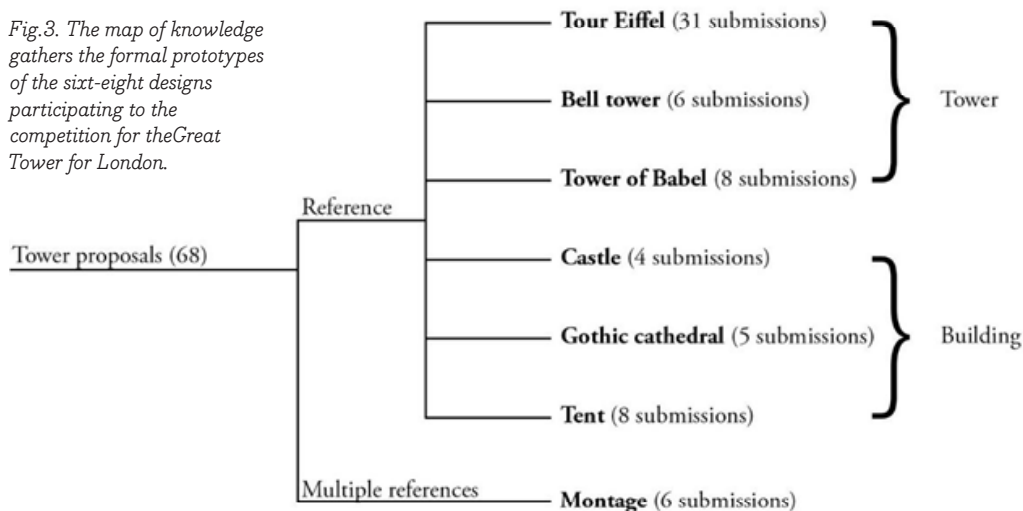 Fig.3. The map of knowledge
gathers the formal prototypes
of the sixt-eight designs
participating to the
competition for theGreat
Tower for London.
Tower proposals (68)
Reference
Tour Eiffel (31 submissions)
Bell tower (6 submissions)
Tower of Babel (8 submissions)
Tower
Castle (4 submissions)
Gothic cathedral (5 submissions)
Tent (8 submissions)
Building
Multiple references
Montage (6 submissions)